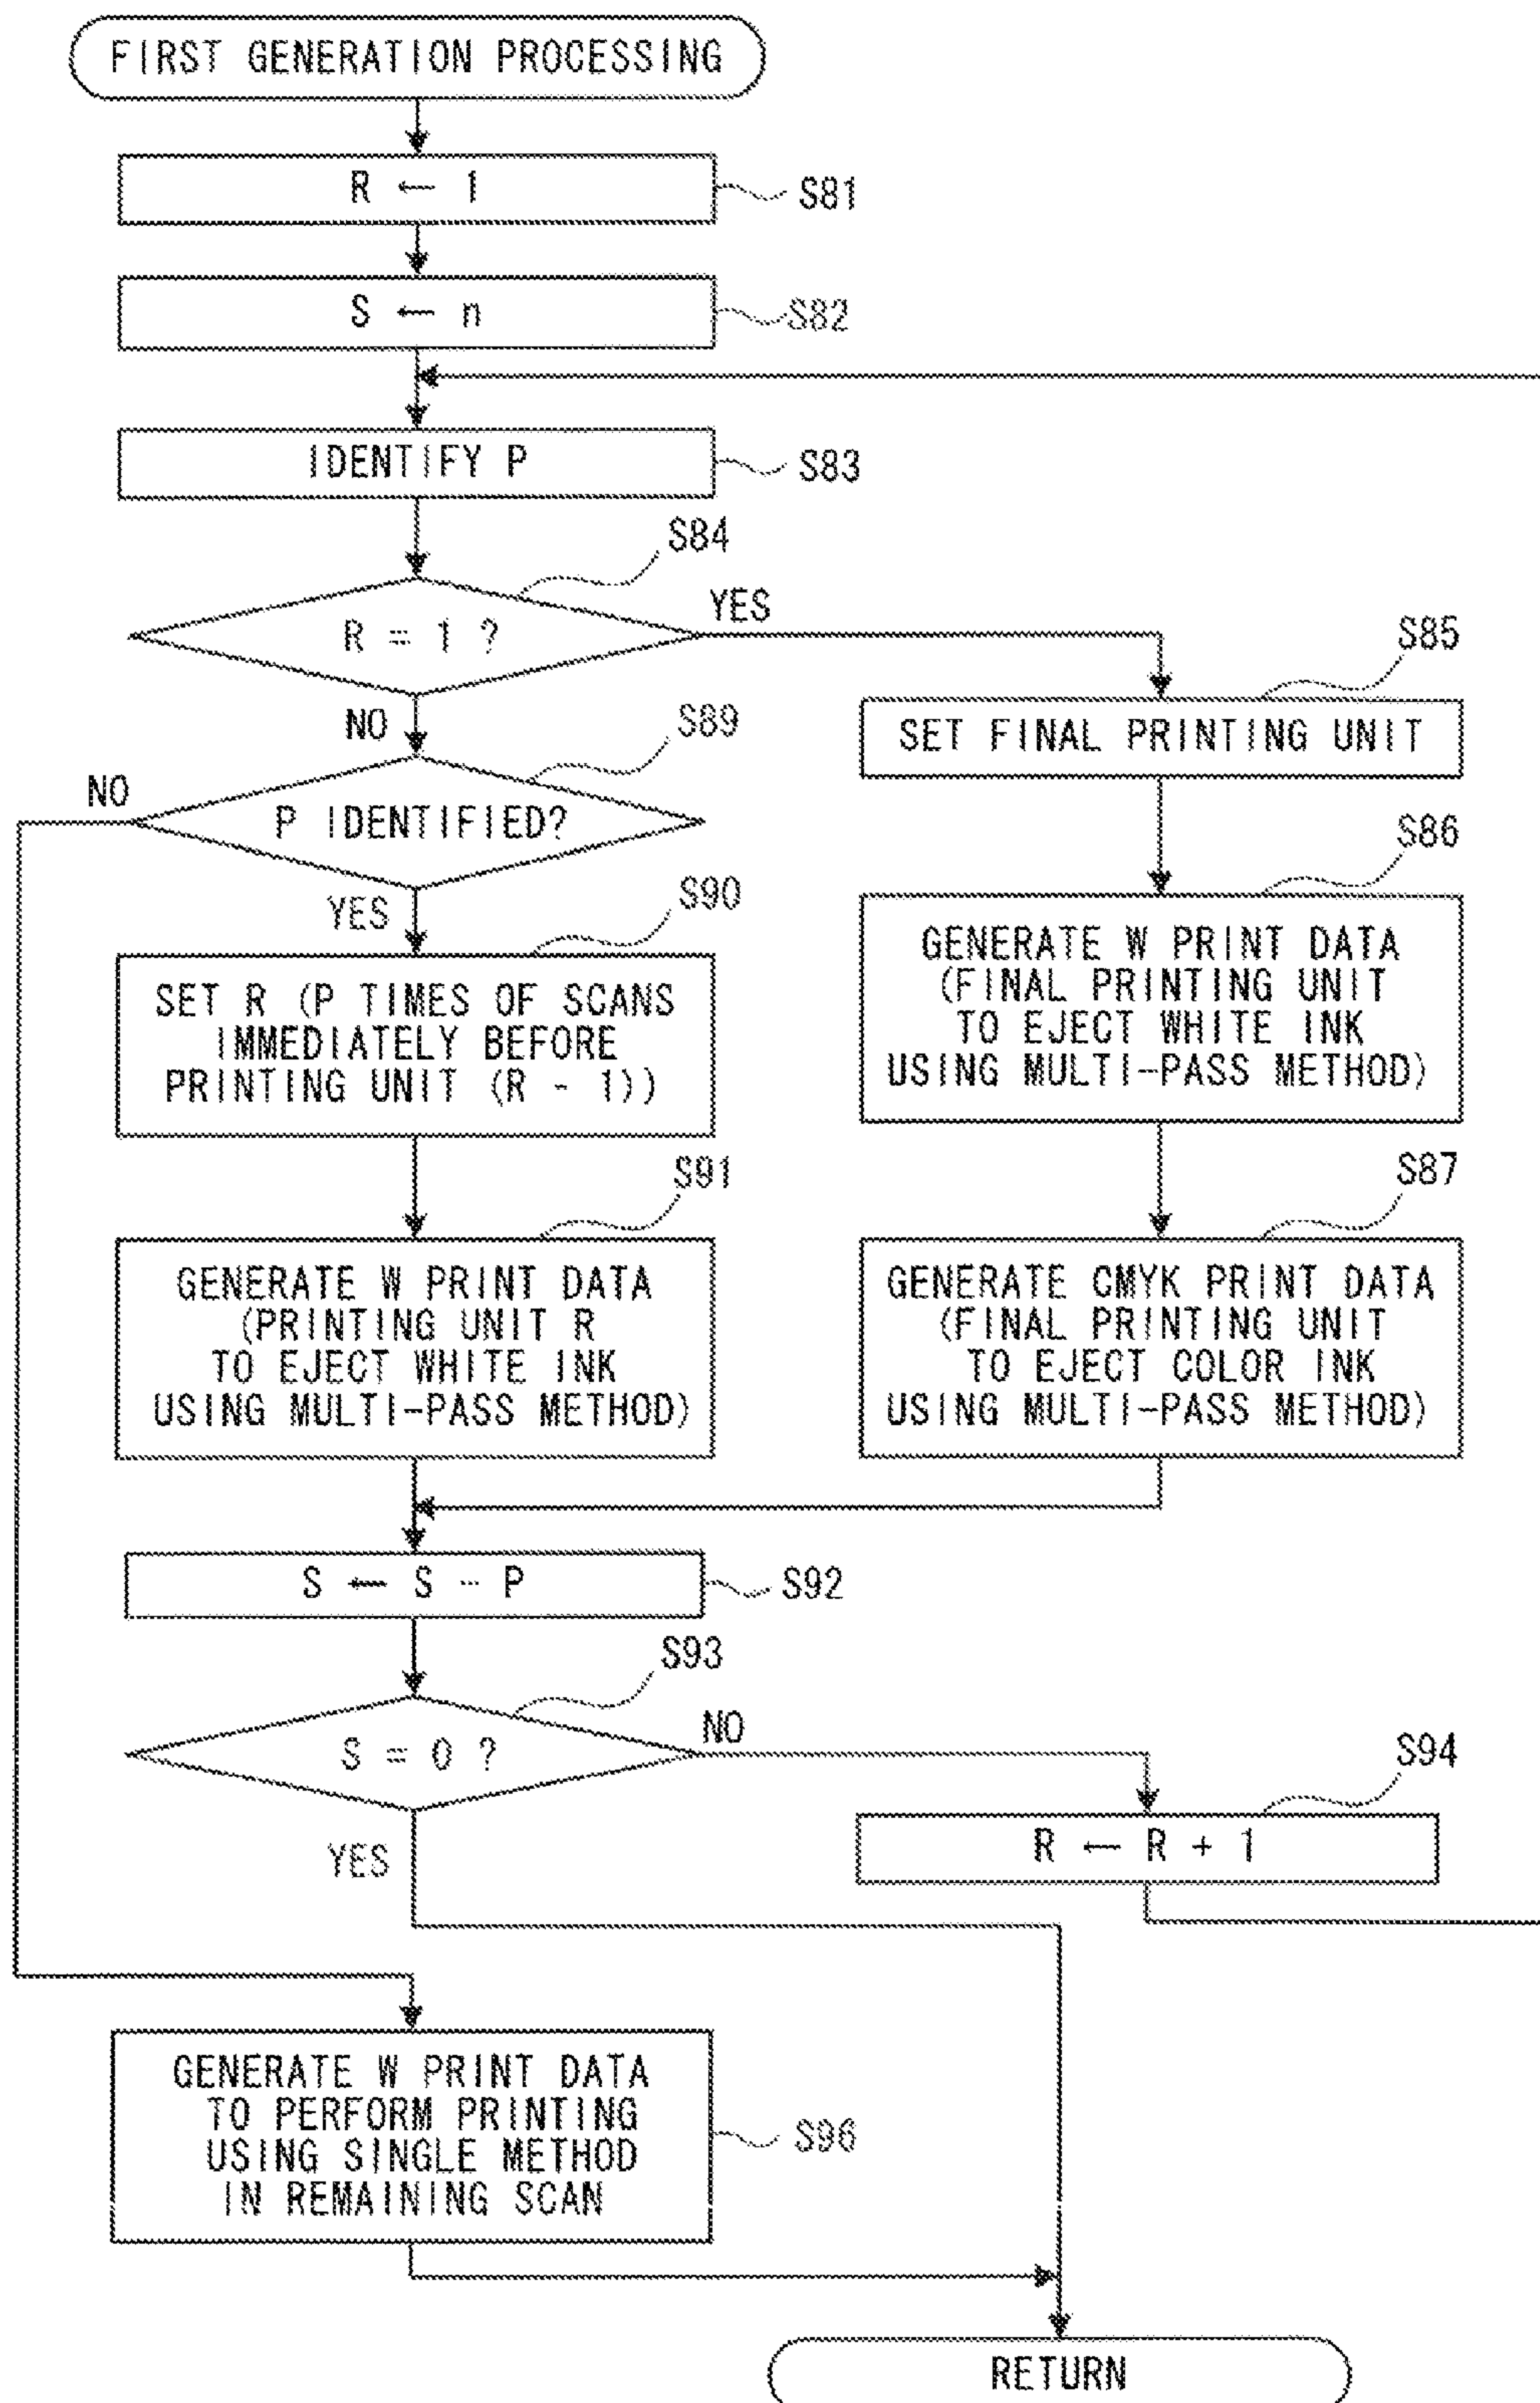 FIRST GENERATION PROCESSING
R ← 1
S81
S ← n
S82
IDENTIFY P
S83
S84
R = 1 ?
YES
NO
S85
SET FINAL PRINTING UNIT
S89
P IDENTIFIED?
NO
YES
S86
GENERATE W PRINT DATA
(FINAL PRINTING UNIT
TO EJECT WHITE INK
USING MULTI-PASS METHOD)
S90
SET R (P TIMES OF SCANS
IMMEDIATELY BEFORE
PRINTING UNIT (R - 1))
S87
GENERATE CMYK PRINT DATA
(FINAL PRINTING UNIT
TO EJECT COLOR INK
USING MULTI-PASS METHOD)
S91
GENERATE W PRINT DATA
(PRINTING UNIT R
TO EJECT WHITE INK
USING MULTI-PASS METHOD)
S ← S - P
S92
S93
S = 0 ?
NO
YES
S94
R ← R + 1
GENERATE W PRINT DATA
TO PERFORM PRINTING
USING SINGLE METHOD
IN REMAINING SCAN
S96
RETURN